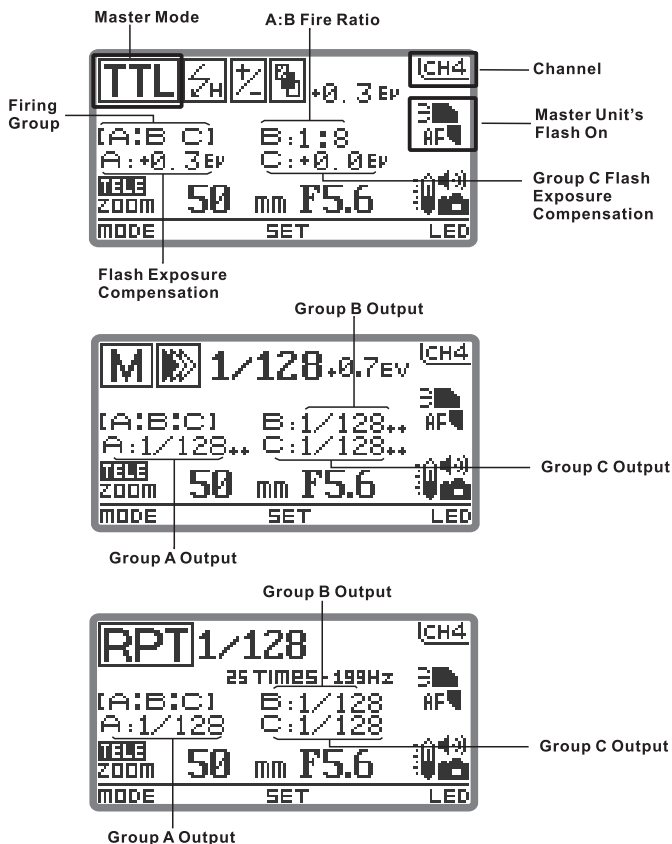 Master Mode
A:B Fire Ratio
TTL H +/- +0.3 Ev CH4
Channel
Firing
Group
Master Unit's
Flash On
AF
[A:B C] B:1:8
A:+0.3Ev C:+0.0Ev
Group C Flash
Exposure
Compensation
TELE
ZOOM 50 mm F5.6
MODE SET LED
Flash Exposure
Compensation
Group B Output
M 1/128+0.7EV CH4
AF
[A:B:C] B:1/128++
A:1/128++ C:1/128++
TELE
ZOOM 50 mm F5.6
Group C Output
MODE SET LED
Group A Output
Group B Output
RPT 1/128 CH4
25 TIMES-199Hz
AF
[A:B:C] B:1/128
A:1/128 C:1/128
TELE
ZOOM 50 mm F5.6
Group C Output
MODE SET LED
Group A Output